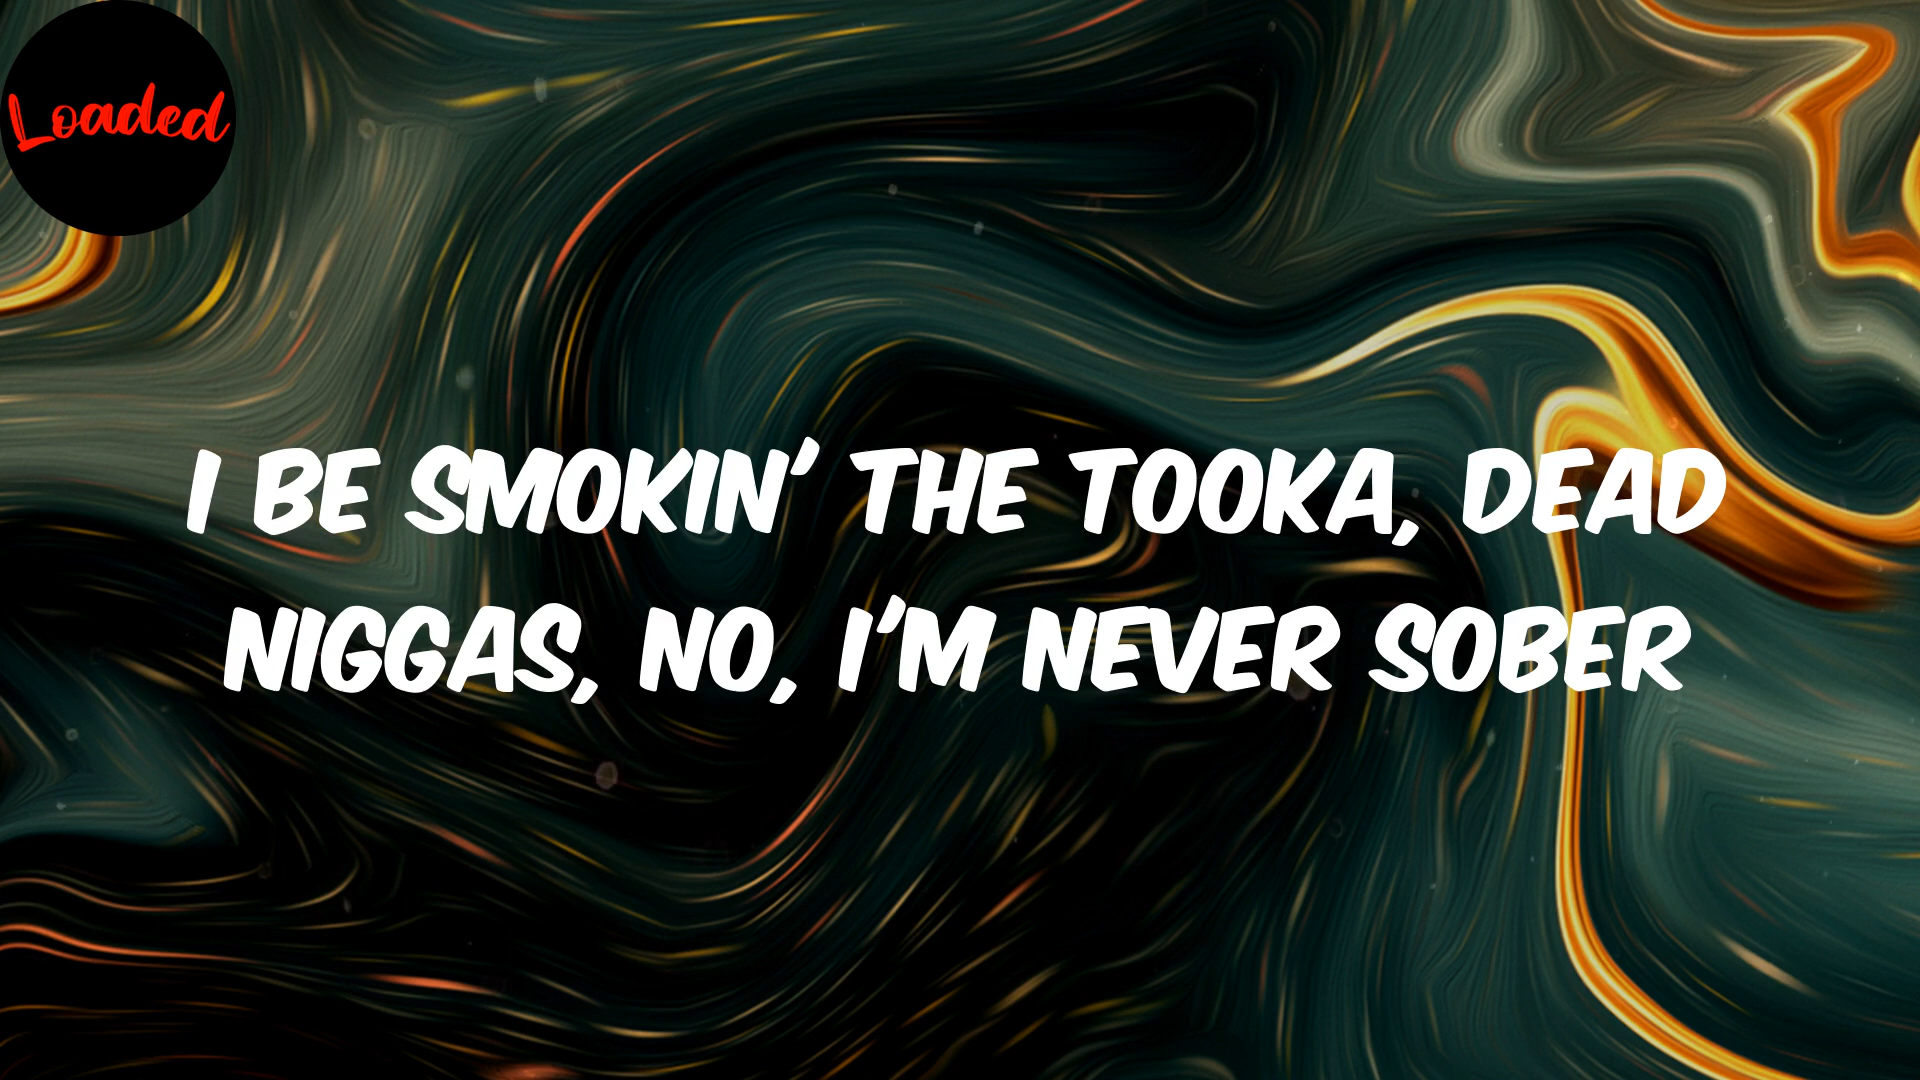 Loaded
I BE SMOKIN' THE TOOKA, DEAD
NIGGAS, NO, I'M NEVER SOBER